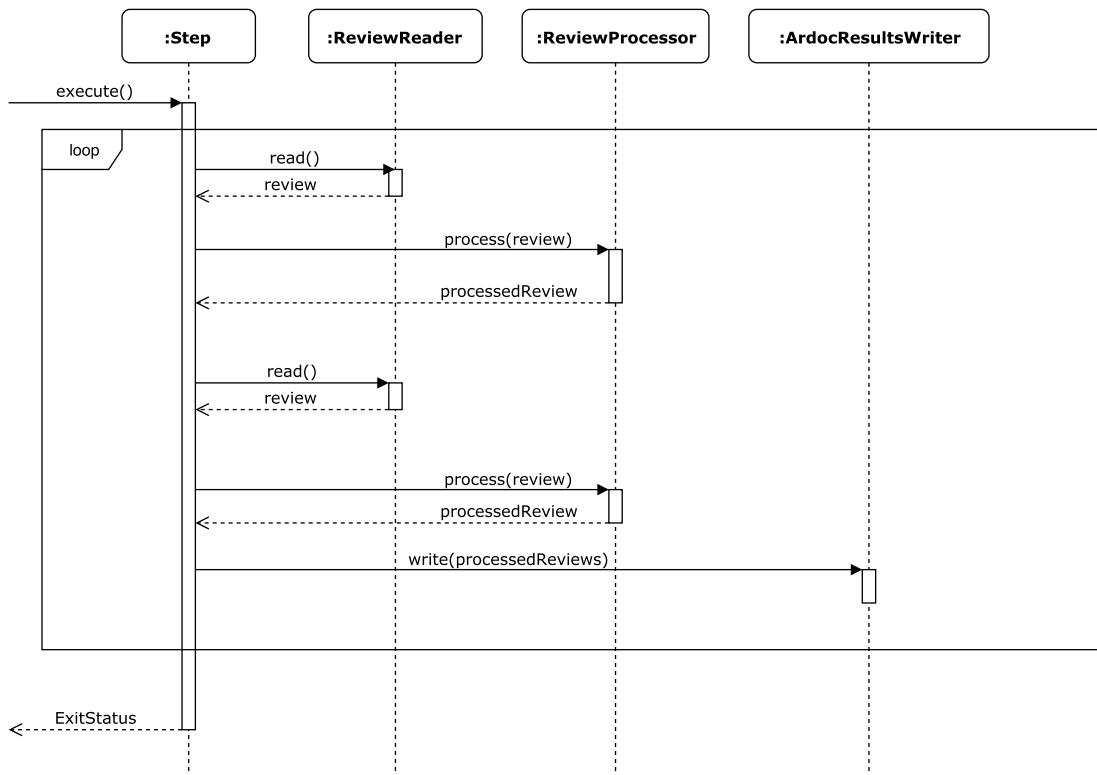 :Step
:ReviewReader
:ReviewProcessor
:ArdocResultsWriter
execute()
loop
read()
review
process(review)
processedReview
read()
review
process(review)
processedReview
write(processedReviews)
ExitStatus